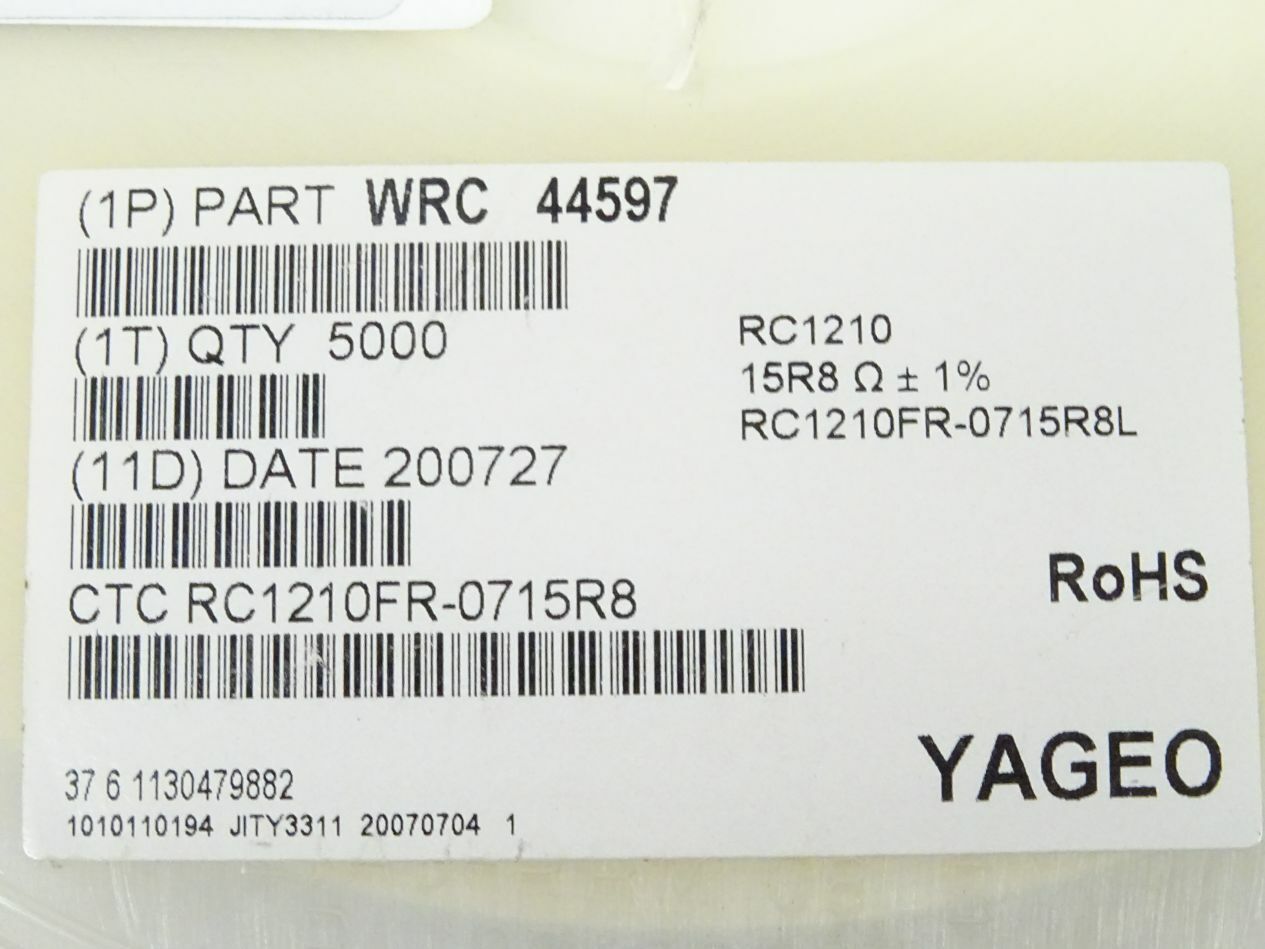 (1P) PART WRC 44597
(1T) QTY 5000
(11D) DATE 200727
CTC RC1210FR-0715R8
RC1210
15R8 Ω ± 1%
RC1210FR-0715R8L
RoHS
YAGEO
37 6 1130479882
1010110194 JITY3311 20070704 1